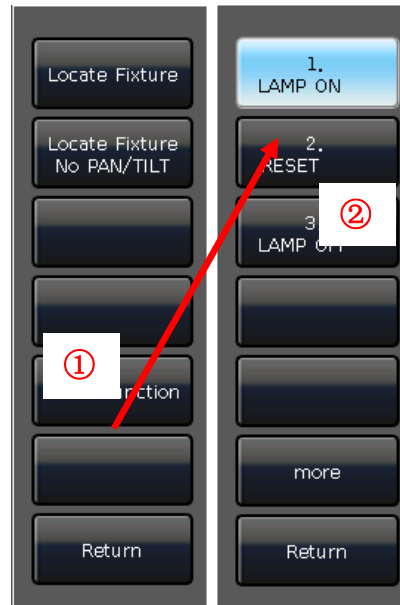 Locate Fixture
Locate Fixture
No PAN/TILT
①
Return
1.
LAMP ON
2.
RESET
②
3
LAMP OFF
more
Return